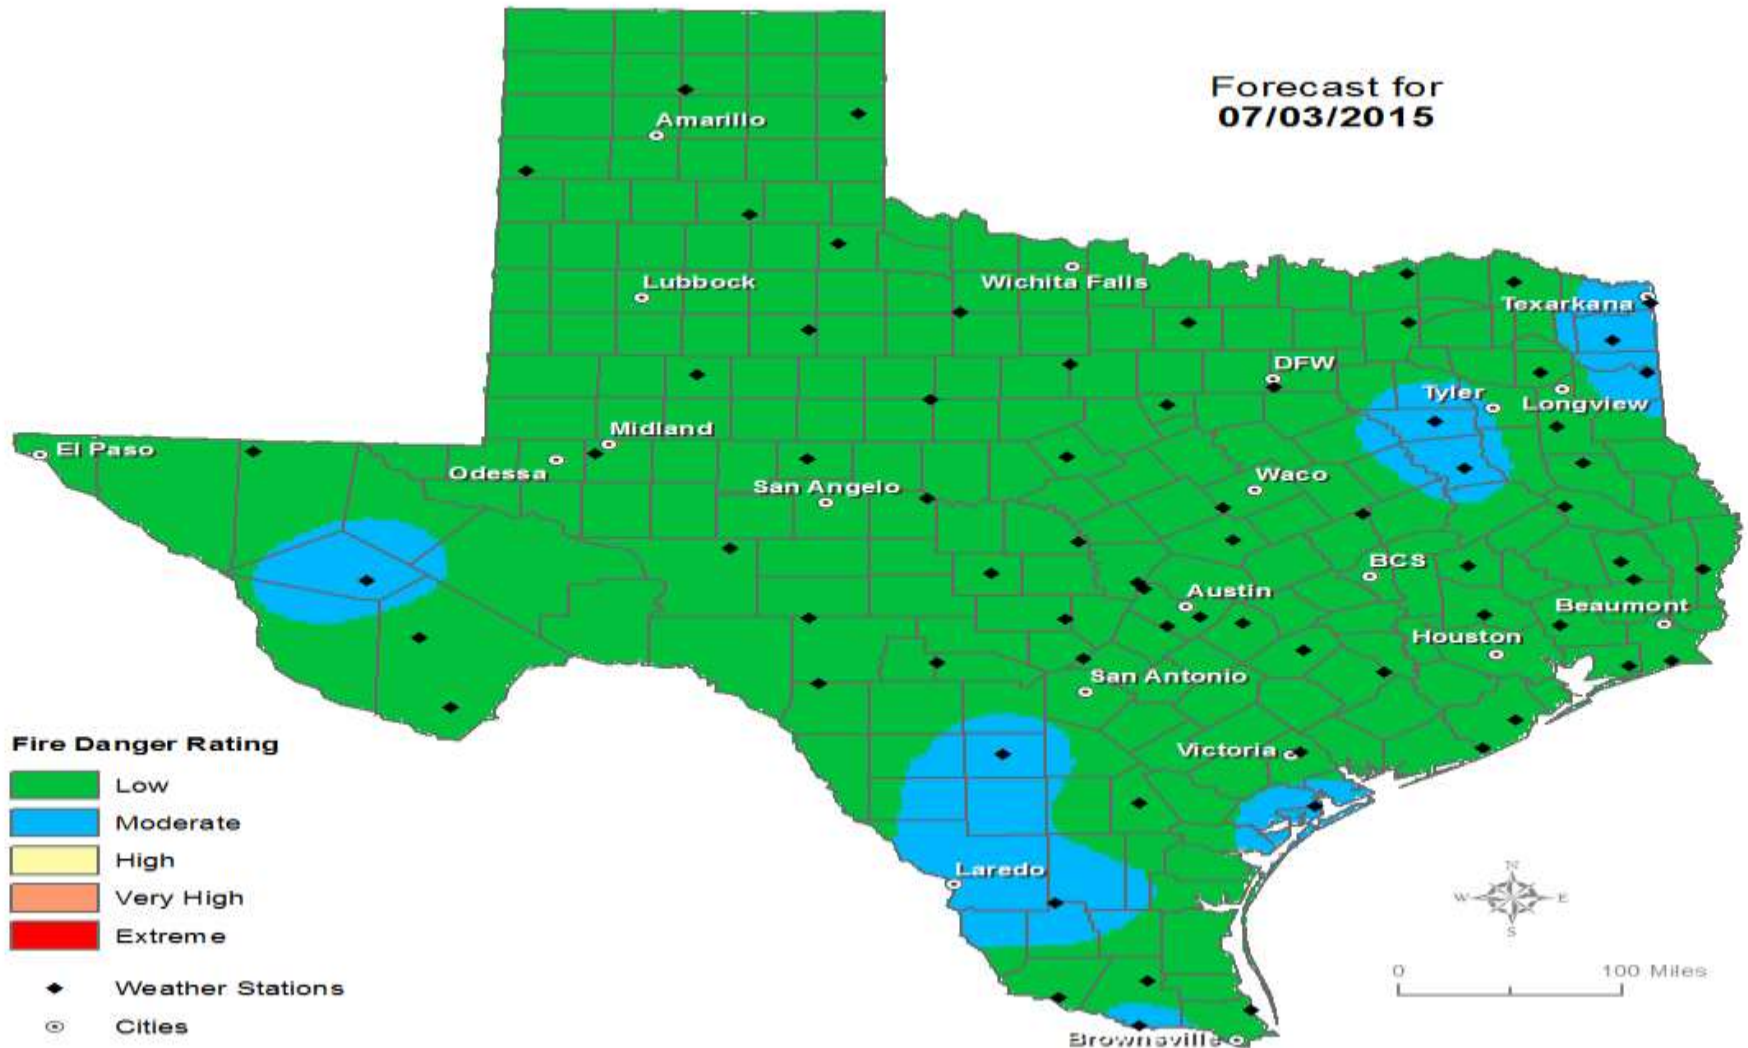 Forecast for
07/03/2015
Amarillo
Lubbock
Wichita Falls
Texarkana
DFW
Tyler
Longview
El Paso
Midland
Odessa
San Angelo
Waco
BCS
Austin
Beaumont
Houston
San Antonio
Victoria
Laredo
Brownsville
Fire Danger Rating
Low
Moderate
High
Very High
Extreme
Weather Stations
Cities
N
W E
S
0 100 Miles